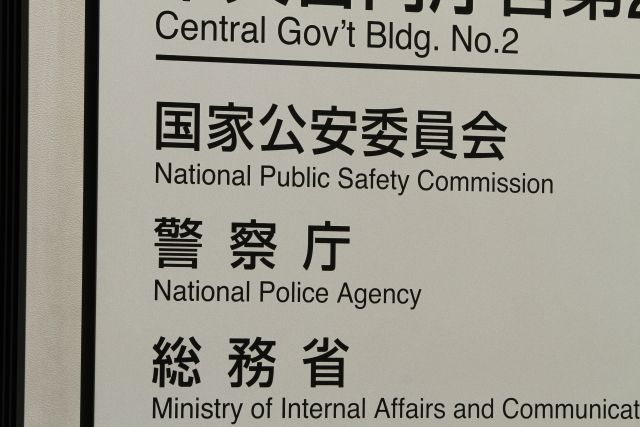 Central Gov't Bldg. No.2
国家公安委員会
National Public Safety Commission
警察庁
National Police Agency
総務省
Ministry of Internal Affairs and